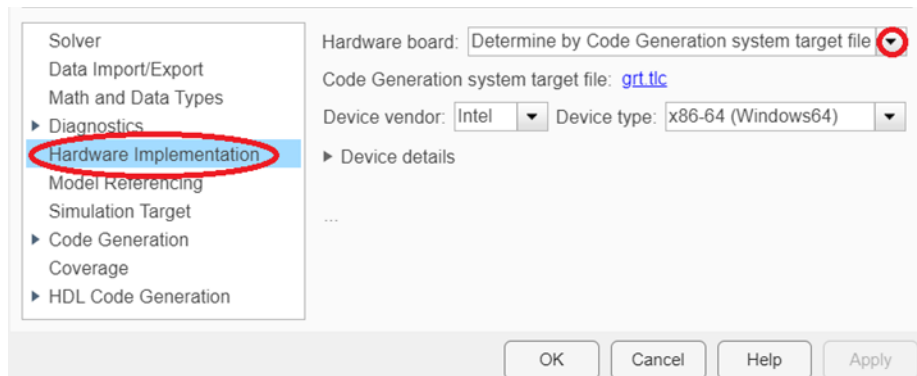 Solver
Data Import/Export
Math and Data Types
Diagnostics
Hardware Implementation
Model Referencing
Simulation Target
Code Generation
Coverage
HDL Code Generation
Hardware board: Determine by Code Generation system target file
Code Generation system target file: grt.tlc
Device vendor: Intel Device type: x86-64 (Windows64)
Device details
...
OK Cancel Help Apply